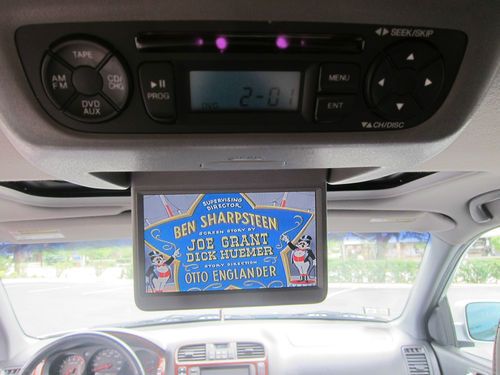 SEEK/SKIP
TAPE
AM
FM
CD/
CHG
DVD
AUX
PROG
DVD
2-01
MENU
ENT
CH/DISC
SUPERVISING
DIRECTOR
BEN SHARPSTEEN
SCREEN STORY BY
JOE GRANT
DICK HUEMER
STORY DIRECTION
OTTO ENGLANDER